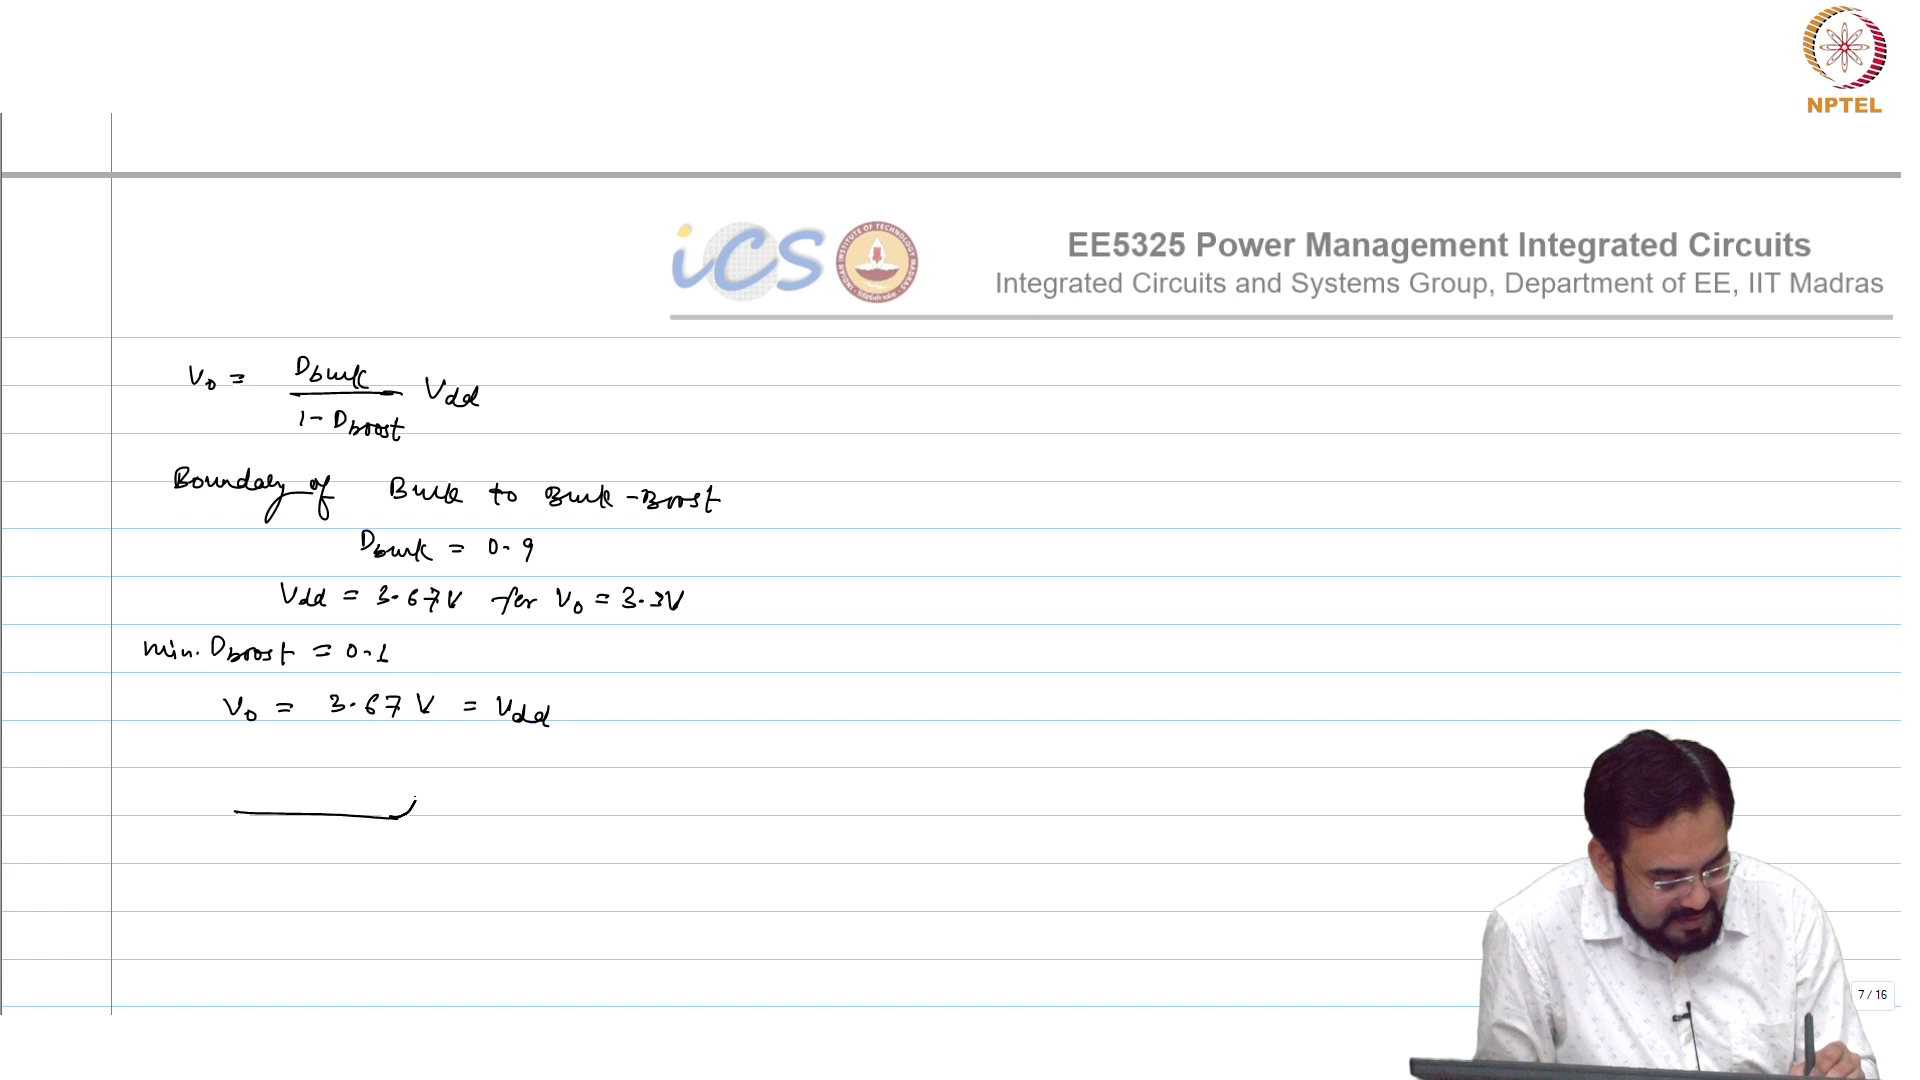 NPTEL
iCS
EE5325 Power Management Integrated Circuits
Integrated Circuits and Systems Group, Department of EE, IIT Madras
V₀ = Dbuck / 1 - Dboost Vdd
Boundary of Buck to Buck-Boost
Dbuck = 0.9
Vdd = 3.67V for V₀ = 3.3V
min. Dboost = 0.1
V₀ = 3.67 V = Vdd
7 / 16